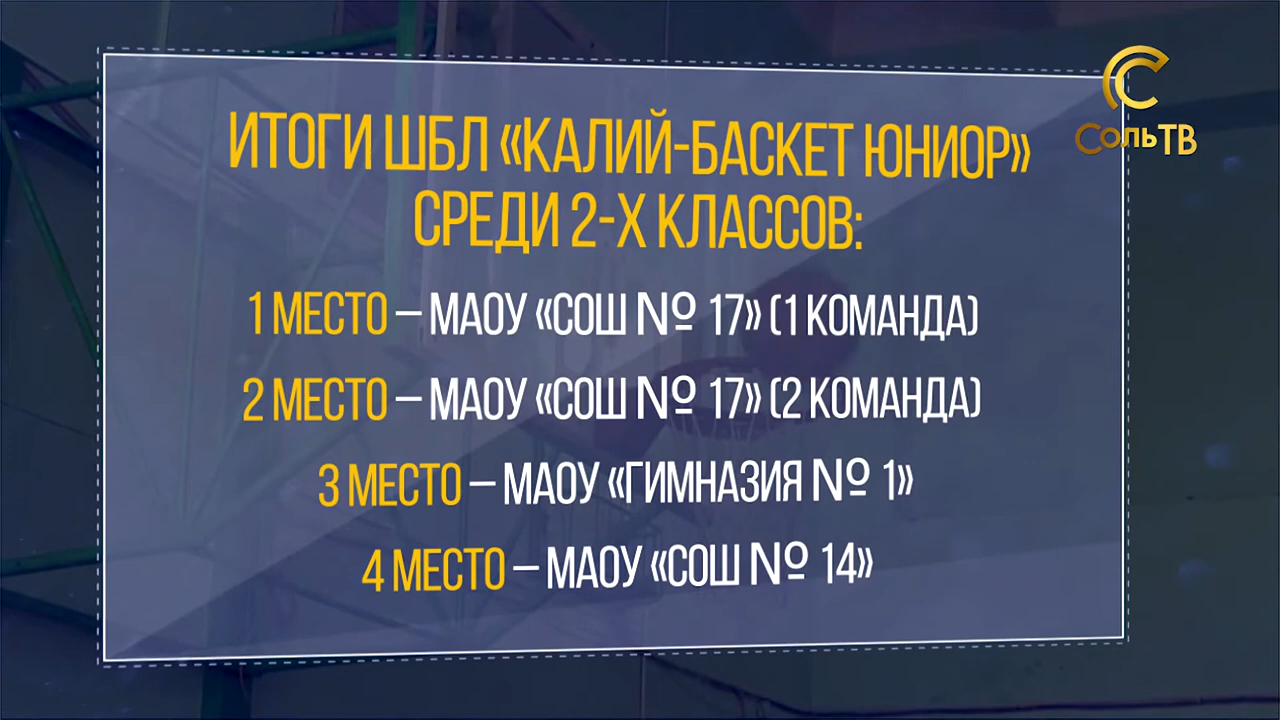 СольТВ
ИТОГИ ШБЛ «КАЛИЙ-БАСКЕТ ЮНИОР»
СРЕДИ 2-Х КЛАССОВ:
1 МЕСТО – МАОУ «СОШ № 17» (1 КОМАНДА)
2 МЕСТО – МАОУ «СОШ № 17» (2 КОМАНДА)
3 МЕСТО – МАОУ «ГИМНАЗИЯ № 1»
4 МЕСТО – МАОУ «СОШ № 14»